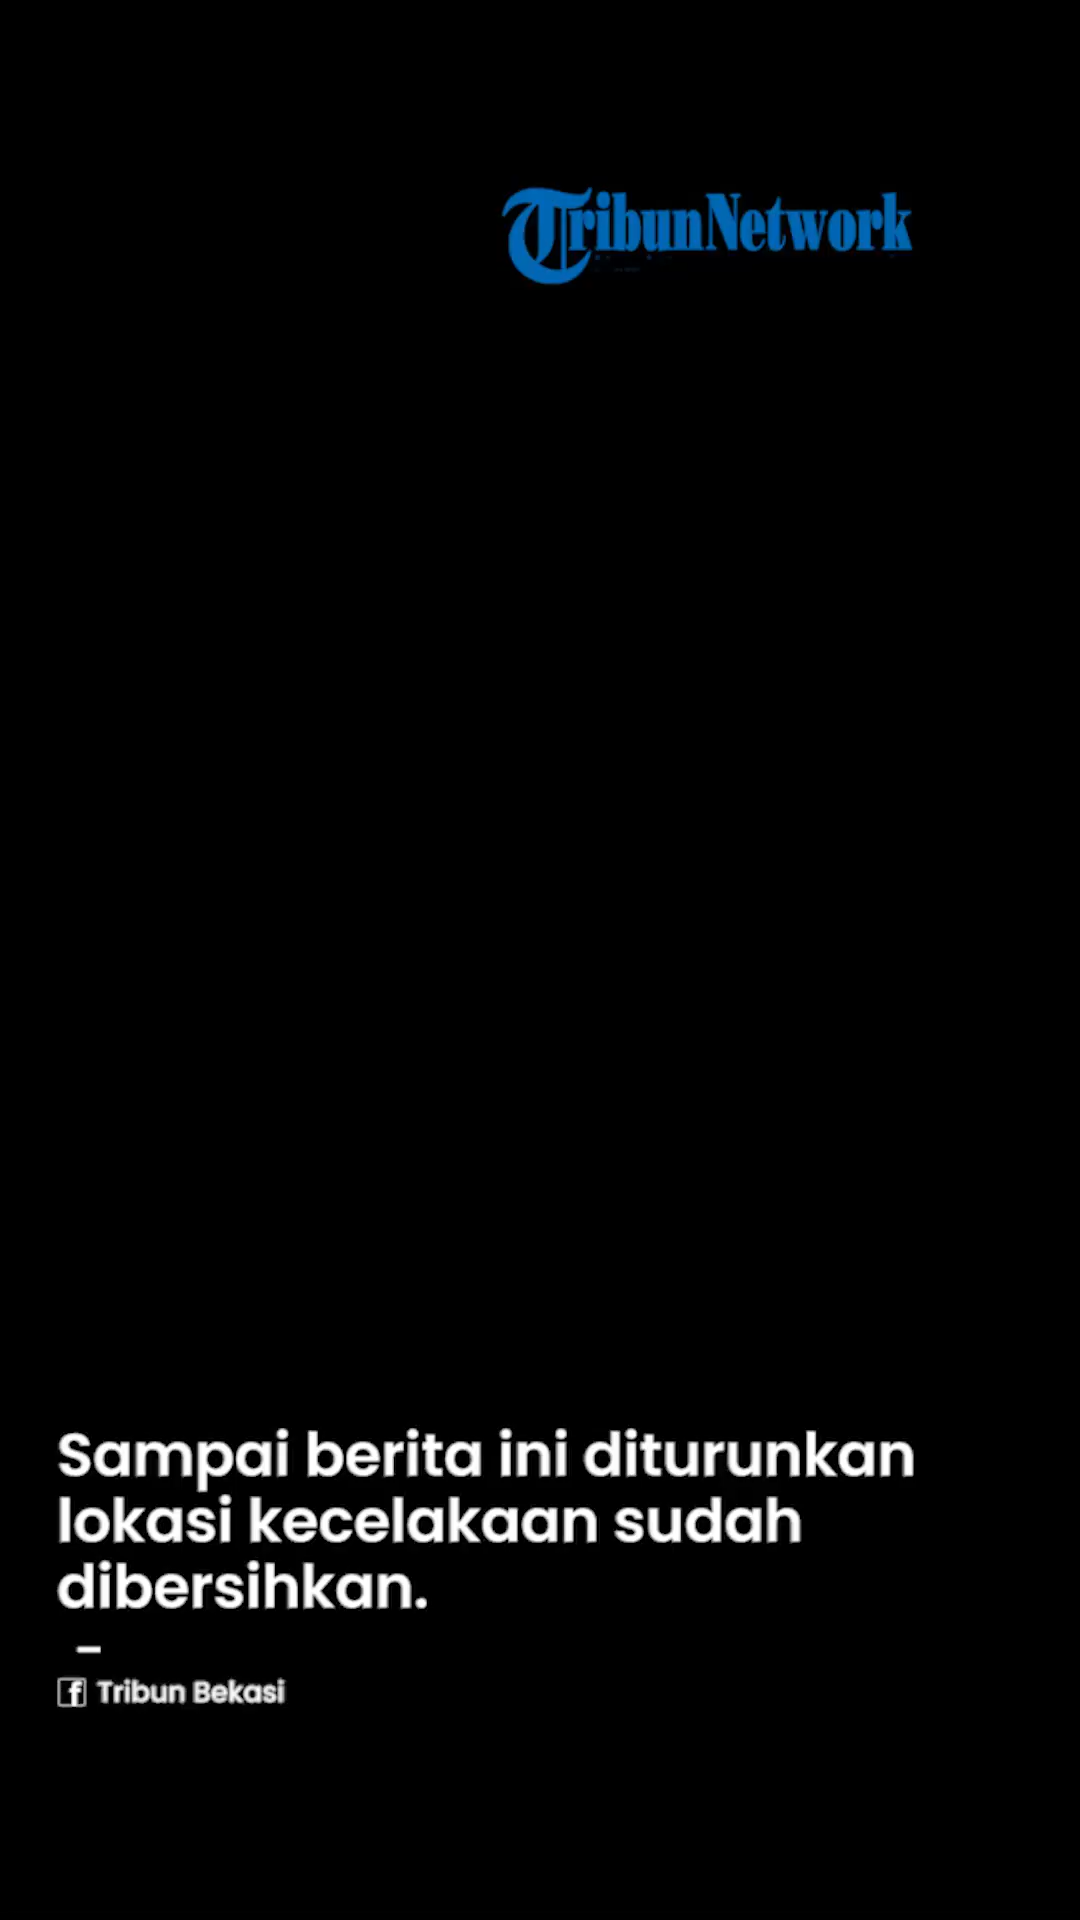 TribunNetwork
Sampai berita ini diturunkan
lokasi kecelakaan sudah
dibersihkan.
–
f Tribun Bekasi